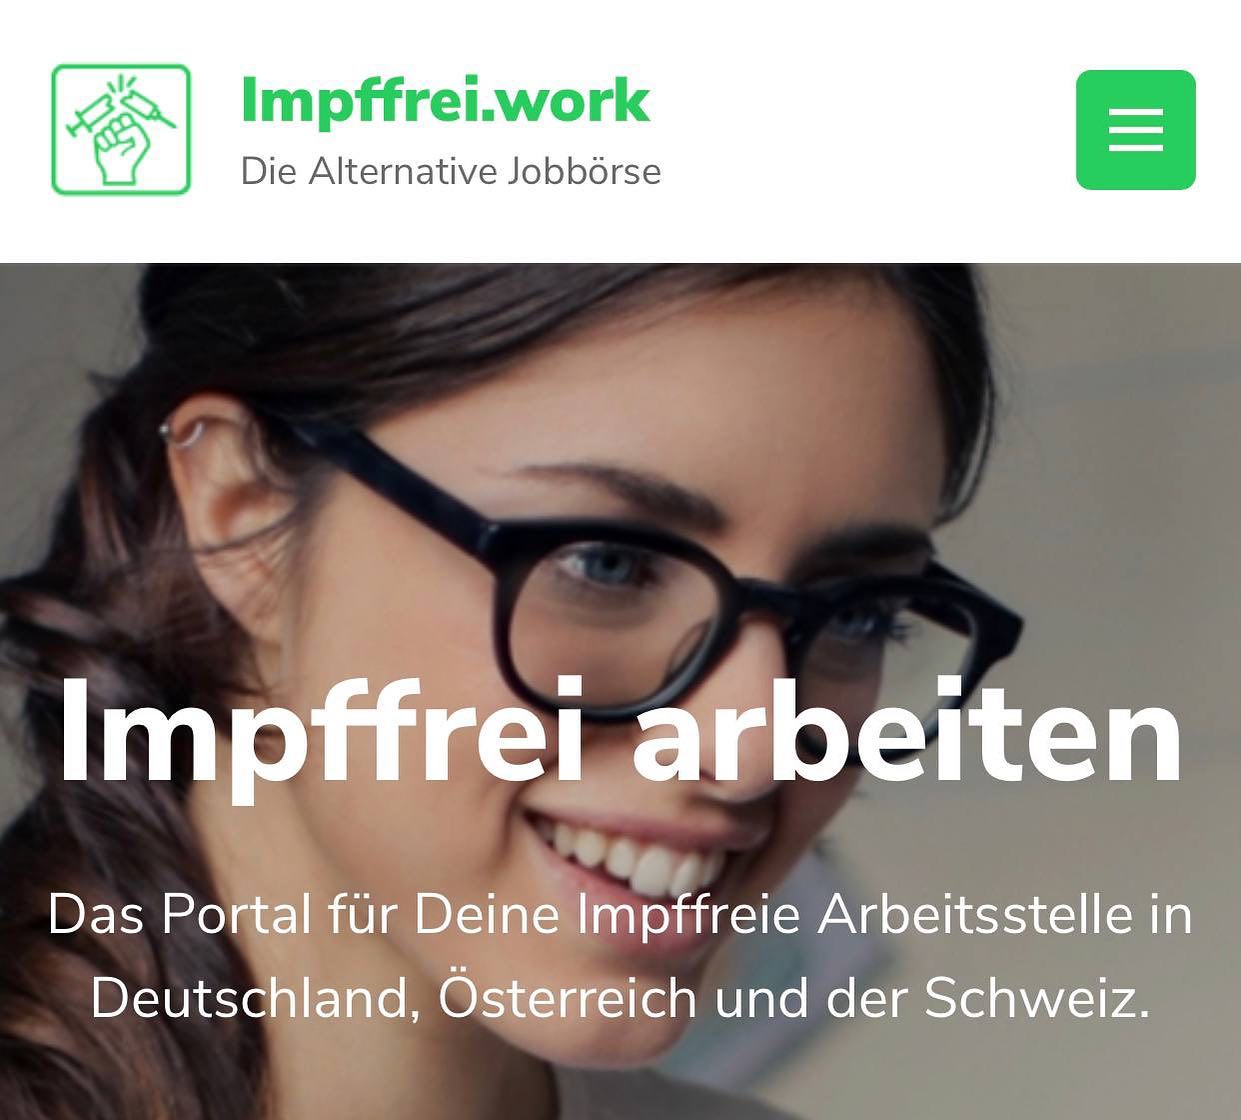 Impffrei.work
Die Alternative Jobbörse
Impffrei arbeiten
Das Portal für Deine Impffreie Arbeitsstelle in
Deutschland, Österreich und der Schweiz.